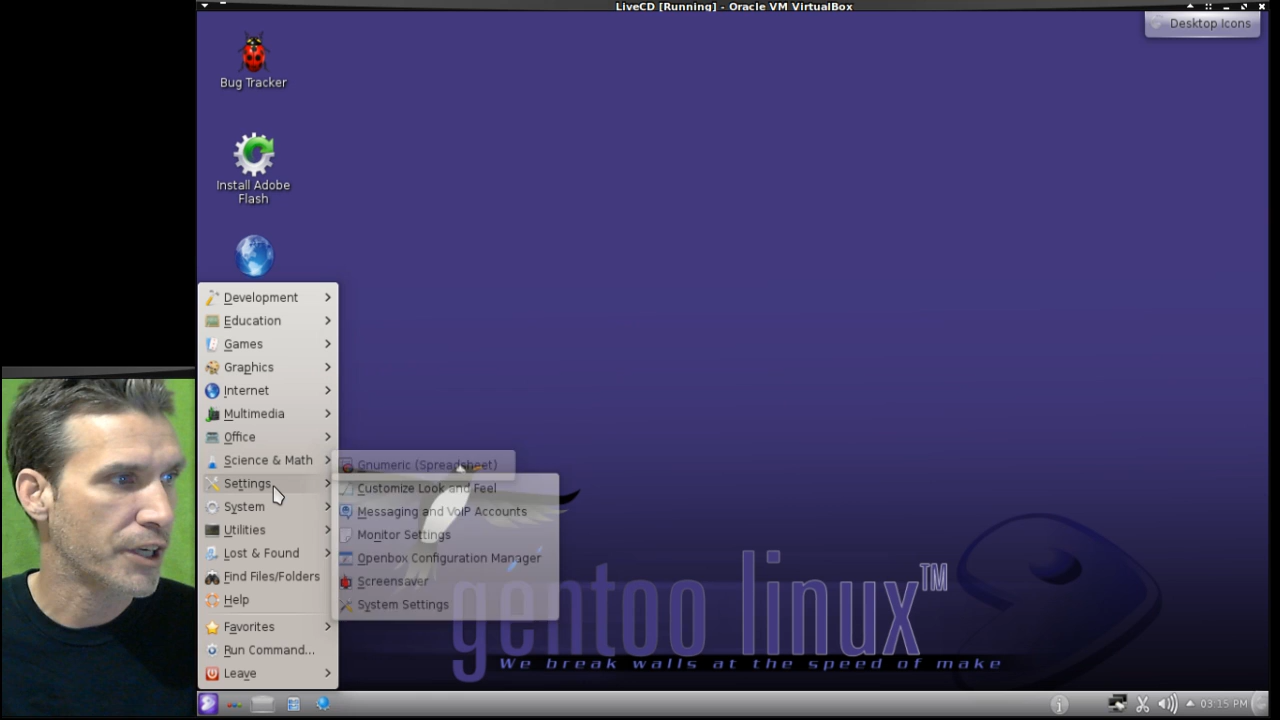 LiveCD [Running] - Oracle VM VirtualBox
Desktop Icons
Bug Tracker
Install Adobe
Flash
Development
Education
Games
Graphics
Internet
Multimedia
Office
Science & Math
Settings
System
Utilities
Lost & Found
Find Files/Folders
Help
Favorites
Run Command...
Leave
Gnumeric (Spreadsheet)
Customize Look and Feel
Messaging and VoIP Accounts
Monitor Settings
Openbox Configuration Manager
Screensaver
System Settings
gentoo linux™
We break walls at the speed of make
03:15 PM